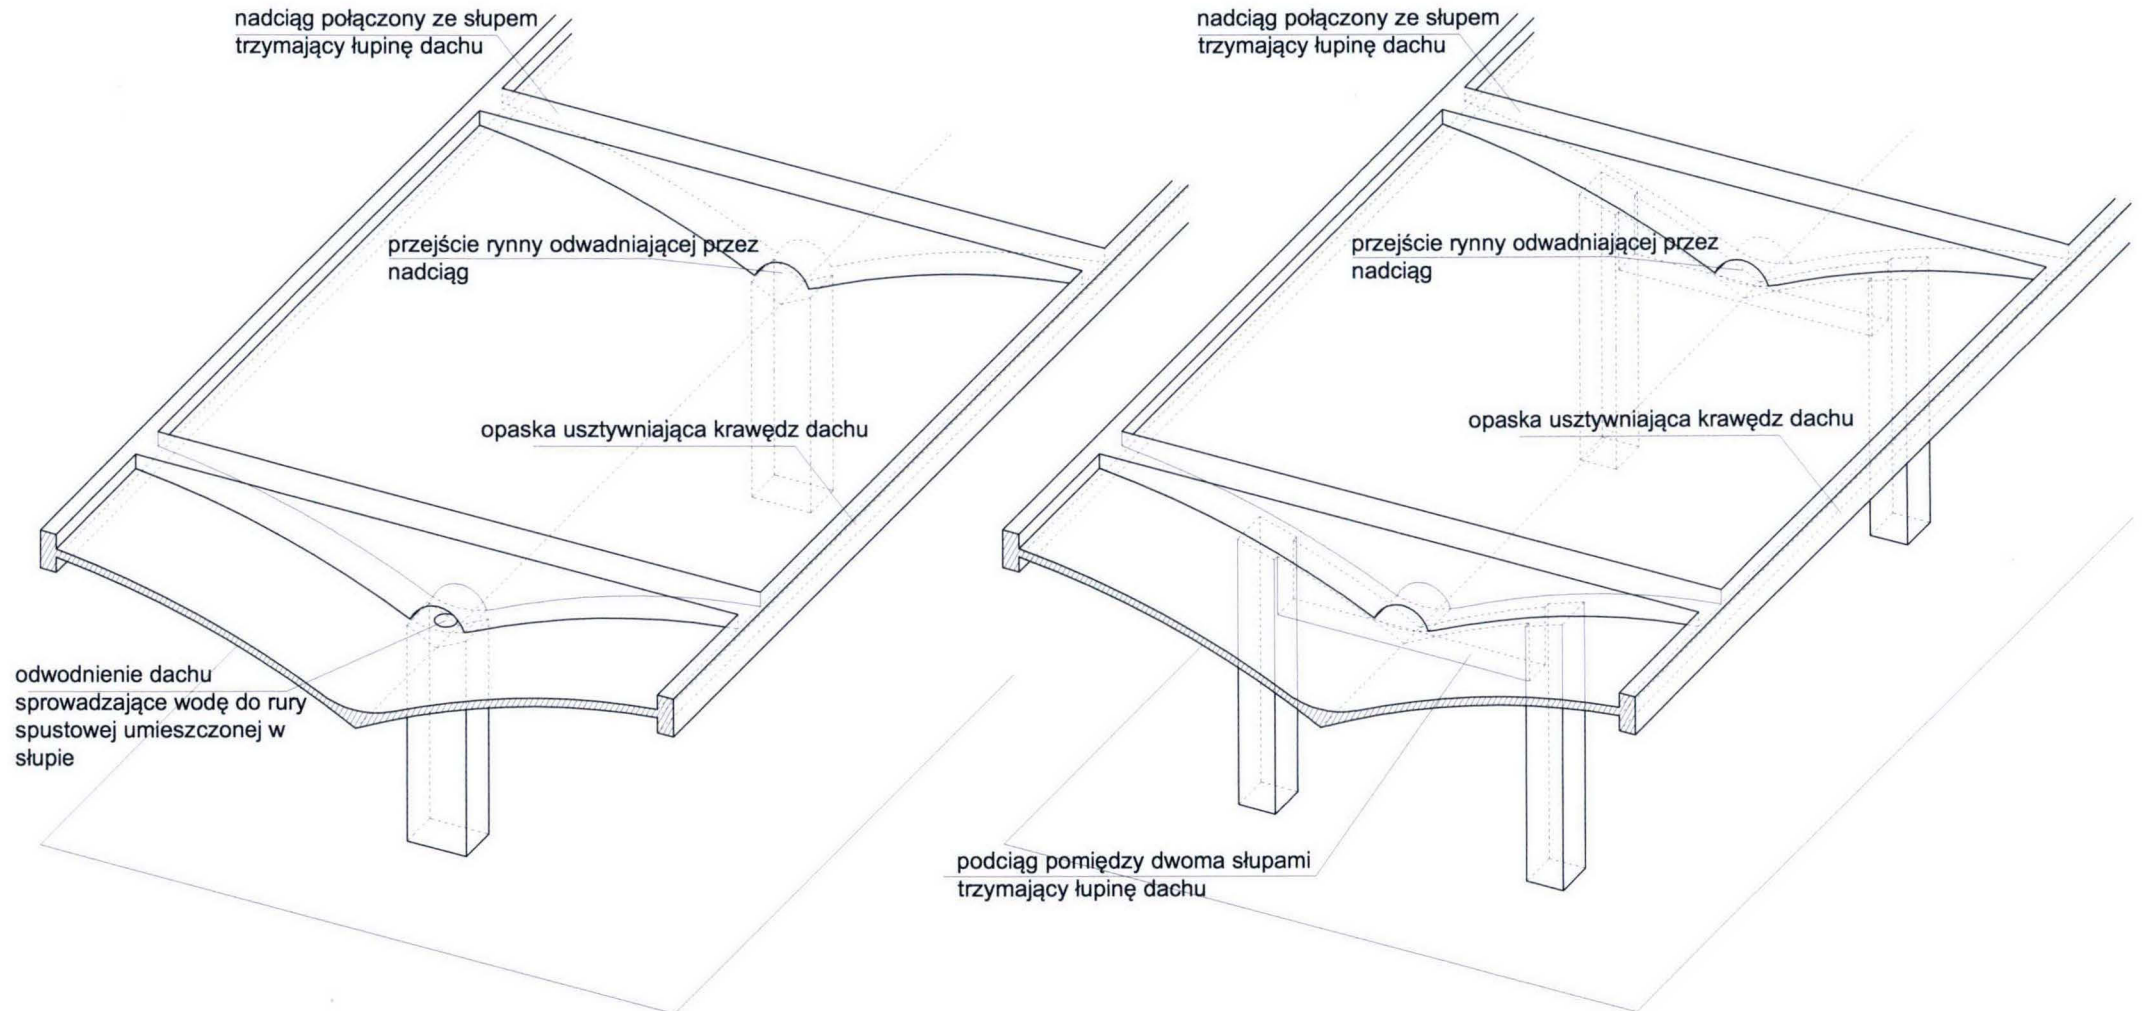 nadciąg połączony ze słupem
trzymający łupinę dachu
przejście rynny odwadniającej przez
nadciąg
opaska usztywniająca krawędz dachu
odwodnienie dachu
sprowadzające wodę do rury
spustowej umieszczonej w
słupie
nadciąg połączony ze słupem
trzymający łupinę dachu
przejście rynny odwadniającej przez
nadciąg
opaska usztywniająca krawędz dachu
podciąg pomiędzy dwoma słupami
trzymający łupinę dachu